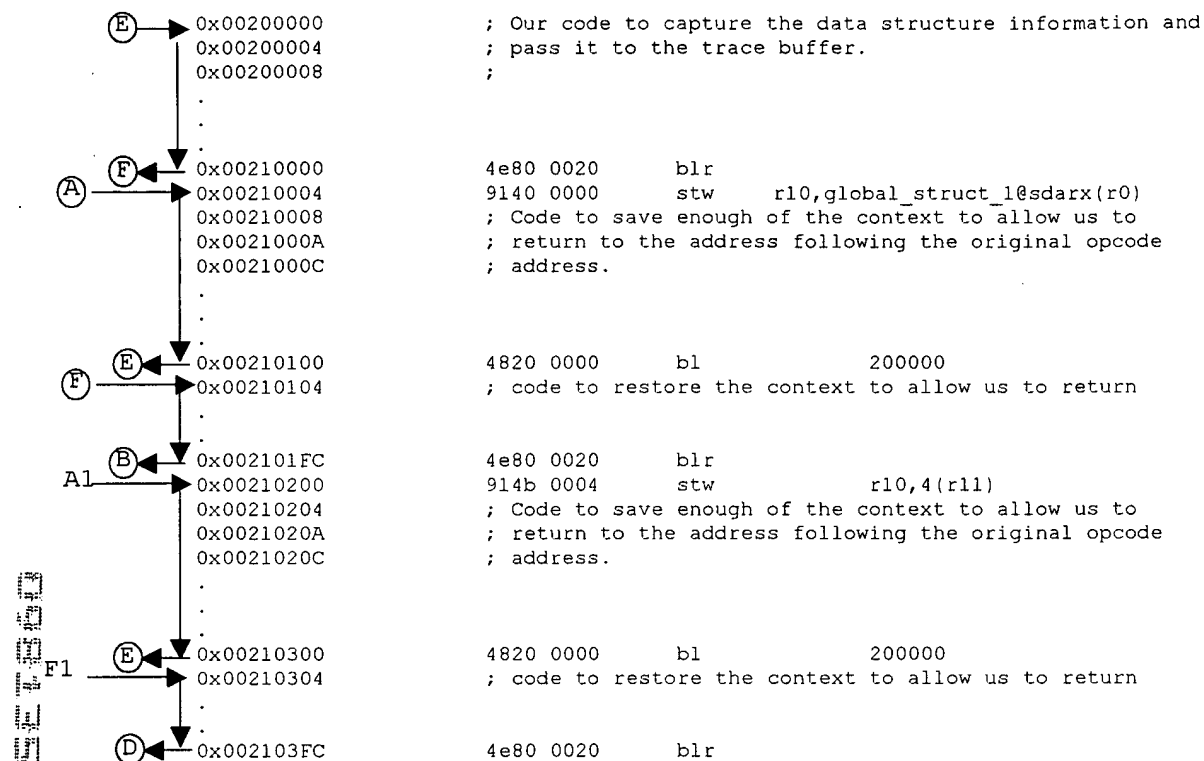 E 0x00200000 ; Our code to capture the data structure information and
0x00200004 ; pass it to the trace buffer.
0x00200008 ;
.
.
.
F 0x00210000 4e80 0020 blr
A 0x00210004 9140 0000 stw r10,global_struct_1@sdarx(r0)
0x00210008 ; Code to save enough of the context to allow us to
0x0021000A ; return to the address following the original opcode
0x0021000C ; address.
.
.
.
E 0x00210100 4820 0000 bl 200000
F 0x00210104 ; code to restore the context to allow us to return
.
.
B 0x002101FC 4e80 0020 blr
A1 0x00210200 914b 0004 stw r10,4(r11)
0x00210204 ; Code to save enough of the context to allow us to
0x0021020A ; return to the address following the original opcode
0x0021020C ; address.
.
.
.
E 0x00210300 4820 0000 bl 200000
F1 0x00210304 ; code to restore the context to allow us to return
.
.
D 0x002103FC 4e80 0020 blr